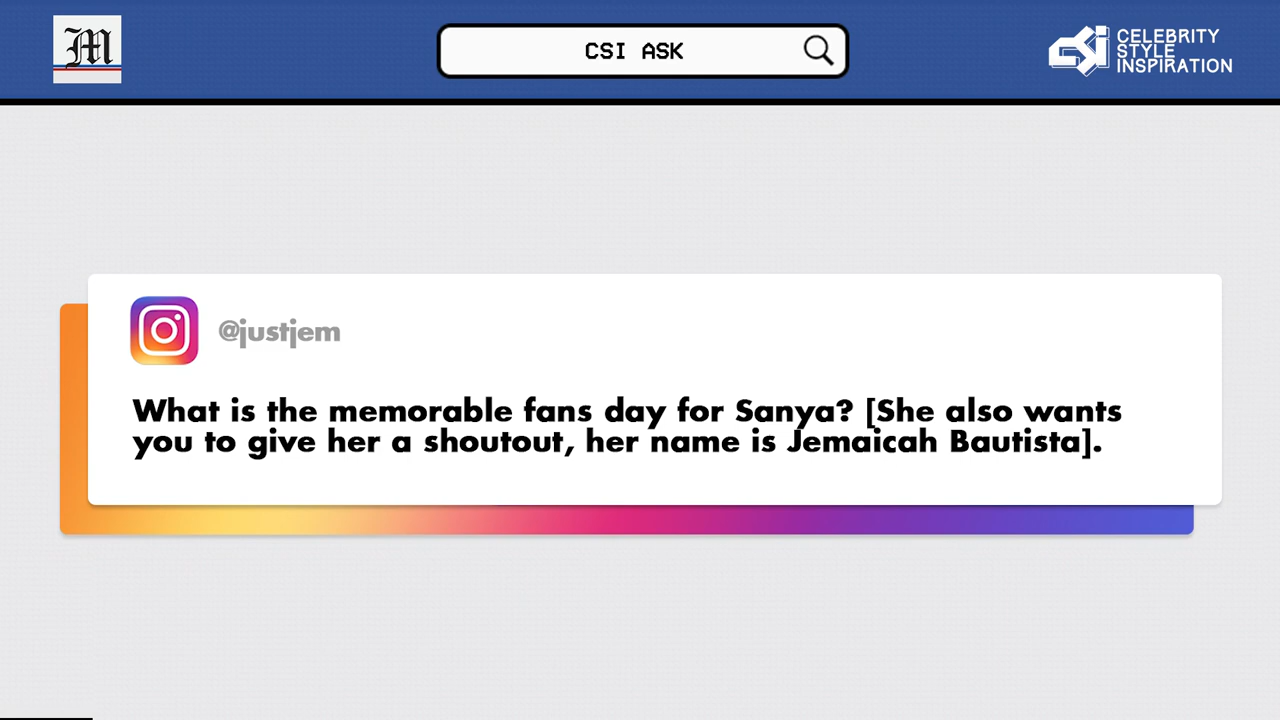 M
CSI ASK
CSI
CELEBRITY
STYLE
INSPIRATION
@justjem
What is the memorable fans day for Sanya? [She also wants
you to give her a shoutout, her name is Jemaicah Bautista].